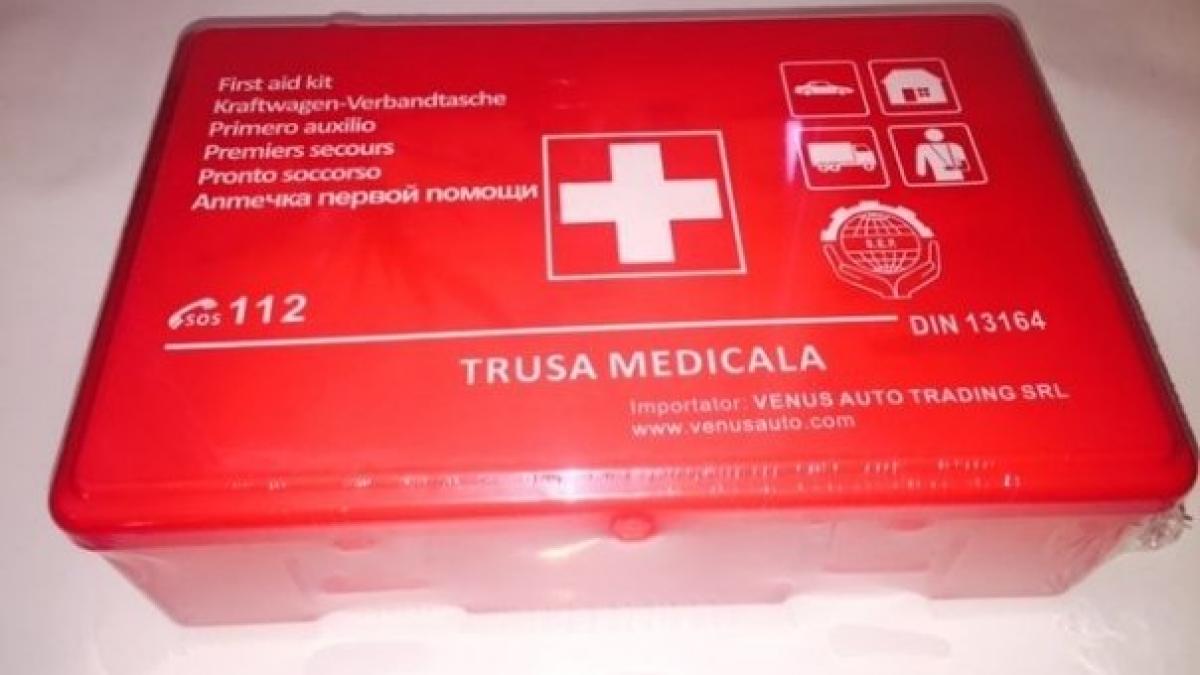 First aid kit
Kraftwagen-Verbandtasche
Primero auxilio
Premiers secours
Pronto soccorso
Аптечка первой помощи
SOS 112
DIN 13164
TRUSA MEDICALA
Importator: VENUS AUTO TRADING SRL
www.venusauto.com